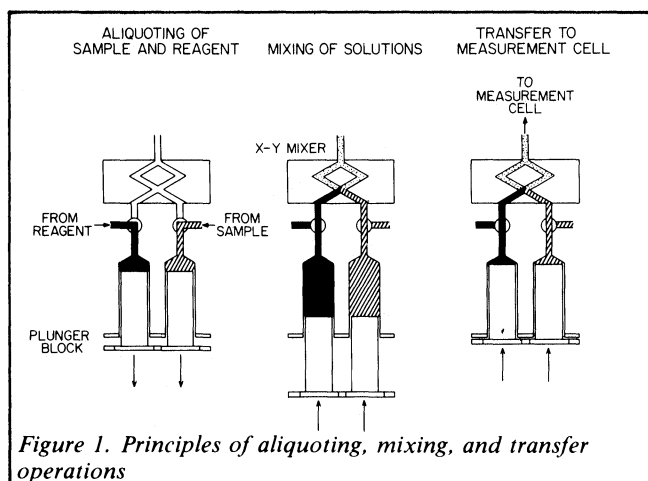 ALIQUOTING OF
SAMPLE AND REAGENT
MIXING OF SOLUTIONS
TRANSFER TO
MEASUREMENT CELL
TO
MEASUREMENT
CELL
X-Y MIXER
FROM
REAGENT
FROM
SAMPLE
PLUNGER
BLOCK
Figure 1. Principles of aliquoting, mixing, and transfer
operations